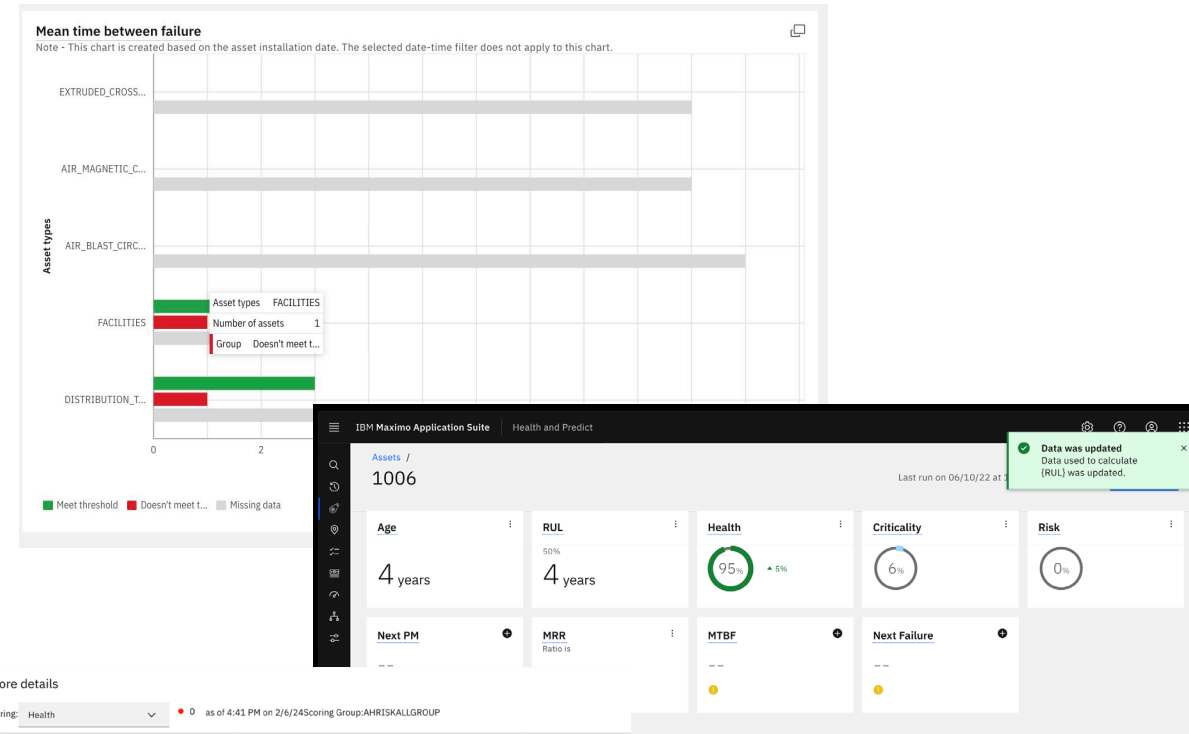 Mean time between failure
Note - This chart is created based on the asset installation date. The selected date-time filter does not apply to this chart.
EXTRUDED_CROSS...
AIR_MAGNETIC_C...
AIR_BLAST_CIRC...
Asset types
FACILITIES
Asset types FACILITIES
Number of assets 1
Group Doesn't meet t...
DISTRIBUTION_T...
0 2
Meet threshold Doesn't meet t... Missing data
IBM Maximo Application Suite Health and Predict
Assets /
1006
Last run on 06/10/22 at
Data was updated
Data used to calculate
{RUL} was updated.
Age
4 years
RUL
50%
4 years
Health
95%
5%
Criticality
6%
Risk
0%
Next PM
--
MRR
Ratio is
MTBF
--
Next Failure
--
ore details
ring: Health 0 as of 4:41 PM on 2/6/24Scoring Group:AHRISKALLGROUP